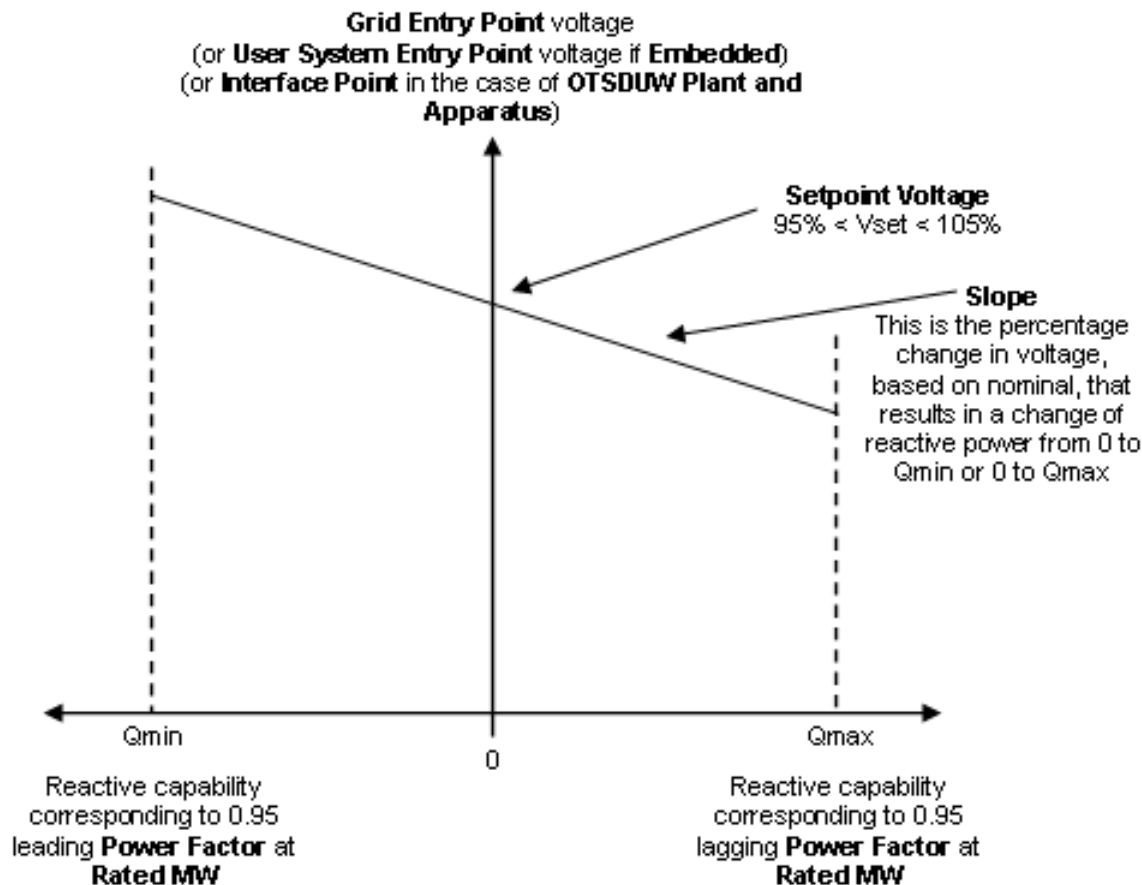 Grid Entry Point voltage
(or User System Entry Point voltage if Embedded)
(or Interface Point in the case of OTSDUW Plant and
Apparatus)
Setpoint Voltage
95% < Vset < 105%
Slope
This is the percentage
change in voltage,
based on nominal, that
results in a change of
reactive power from 0 to
Qmin or 0 to Qmax
Qmin
0
Qmax
Reactive capability
corresponding to 0.95
leading Power Factor at
Rated MW
Reactive capability
corresponding to 0.95
lagging Power Factor at
Rated MW